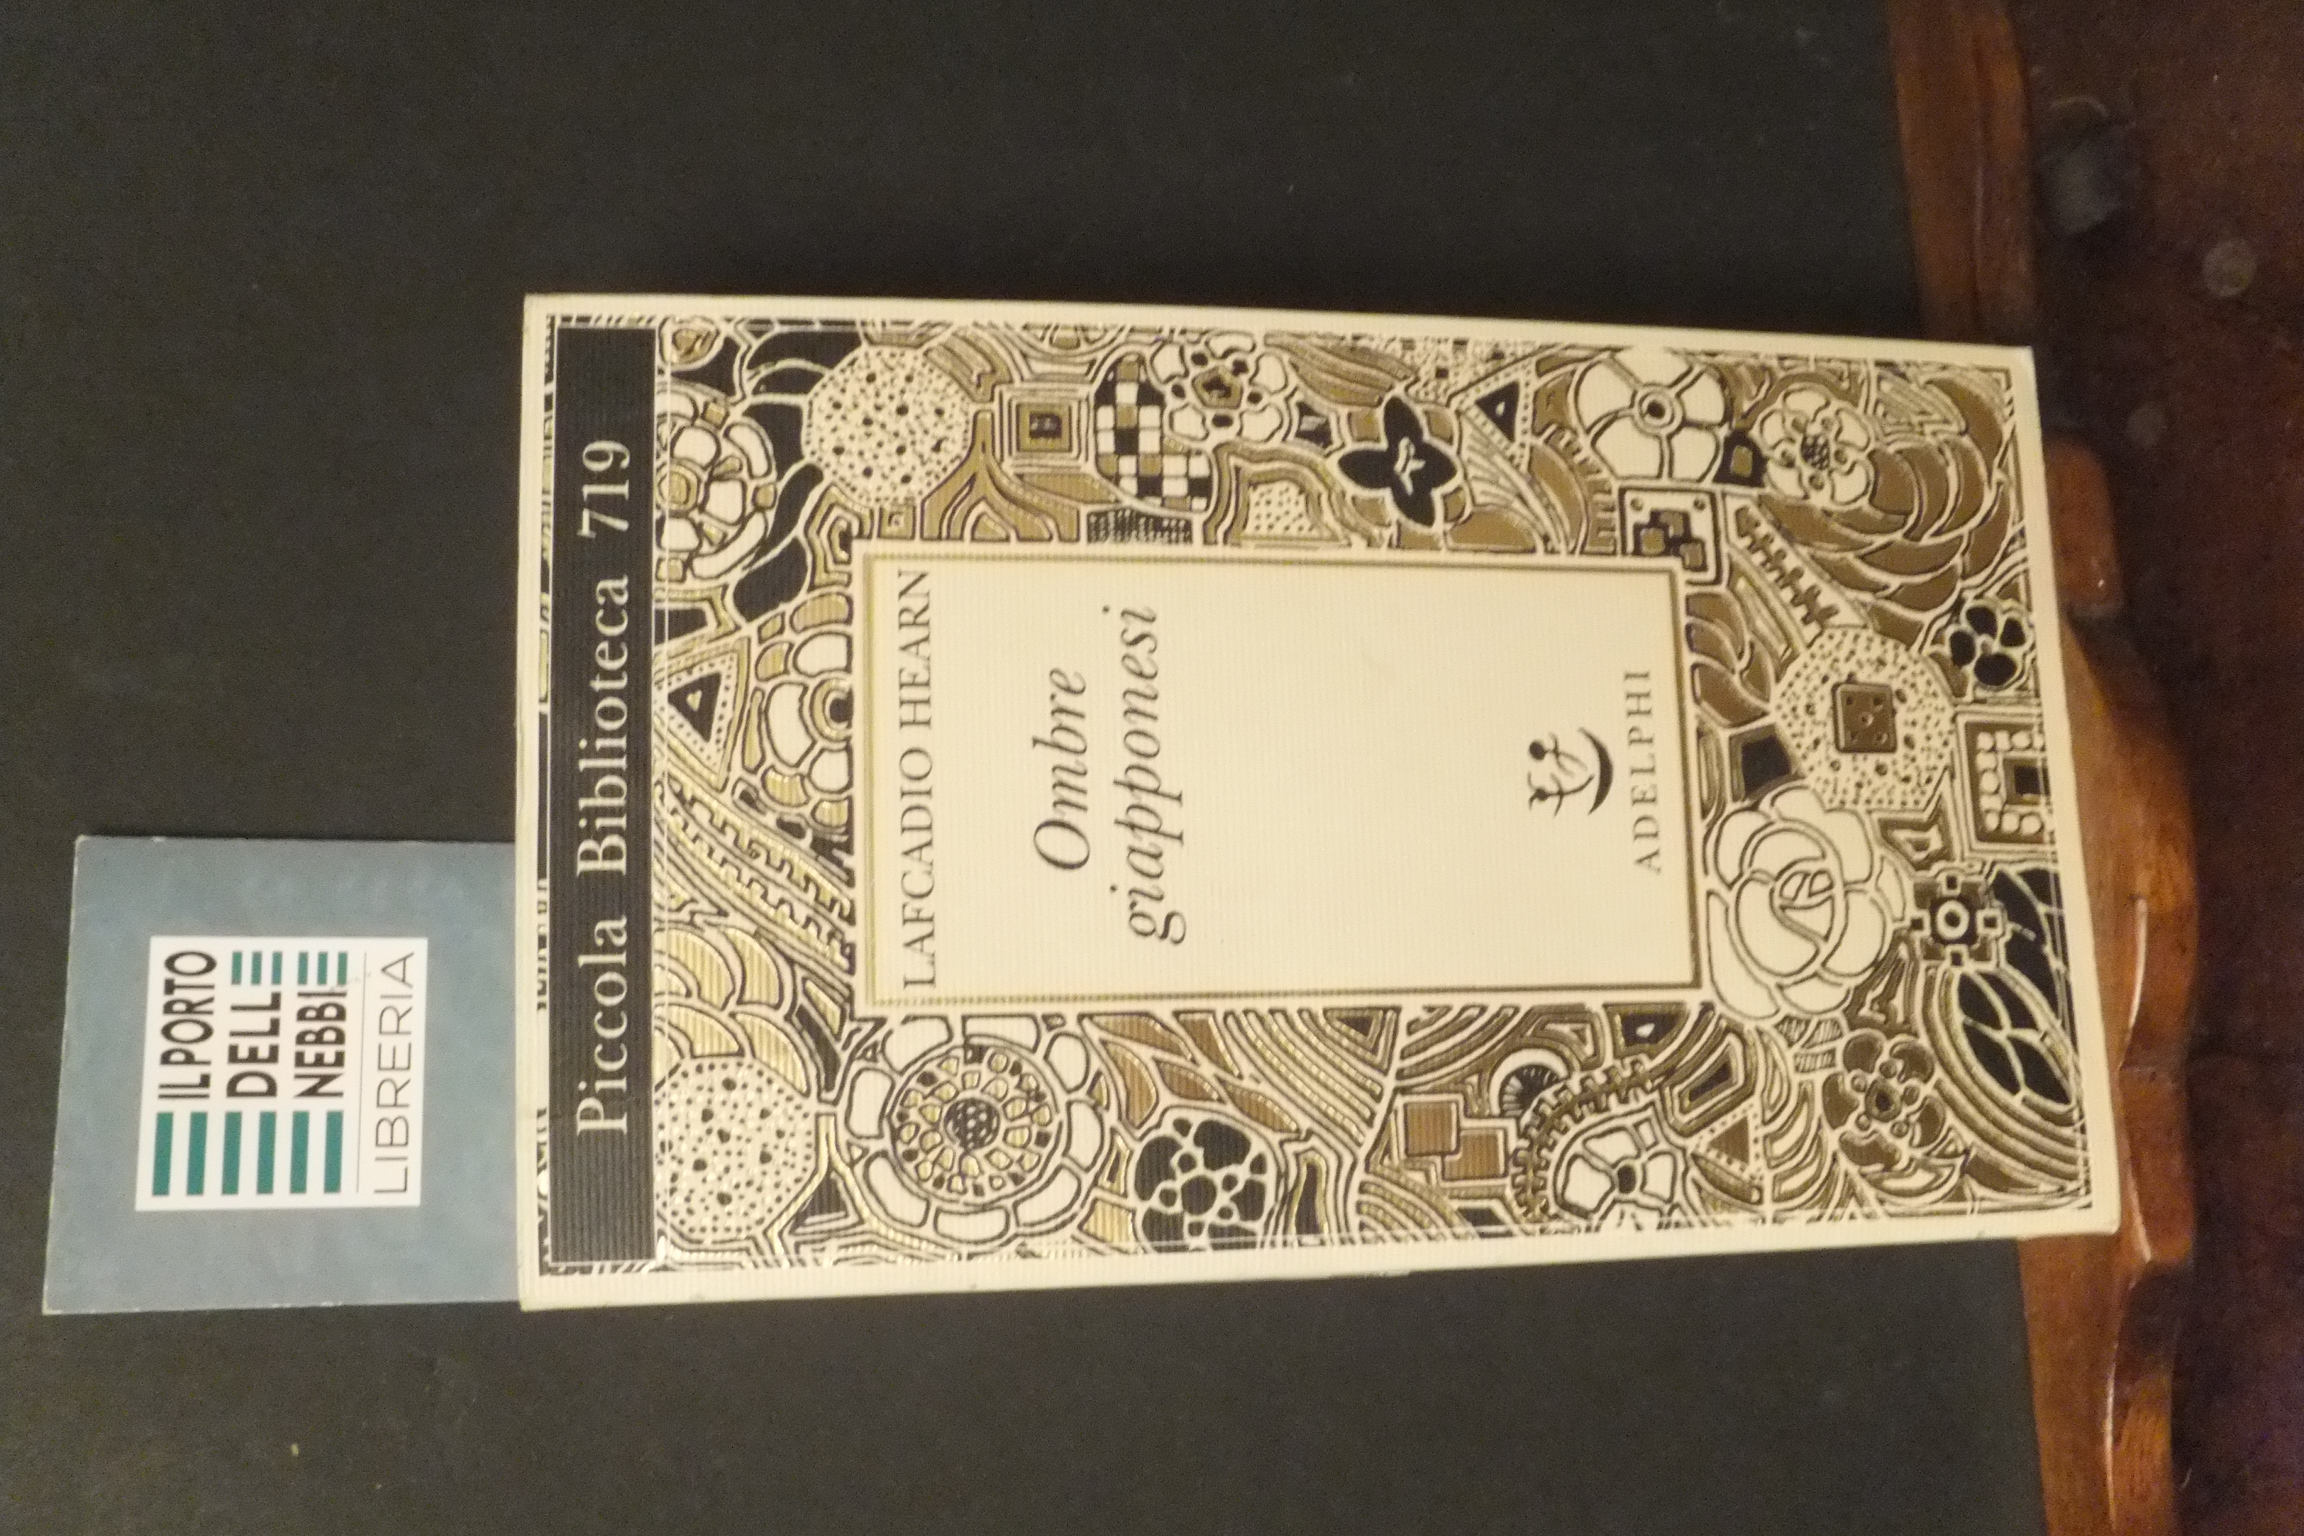 IL PORTO
DELLE
NEBBIE
LIBRERIA
Piccola Biblioteca 719
LAFCADIO HEARN
Ombre
giapponesi
ADELPHI